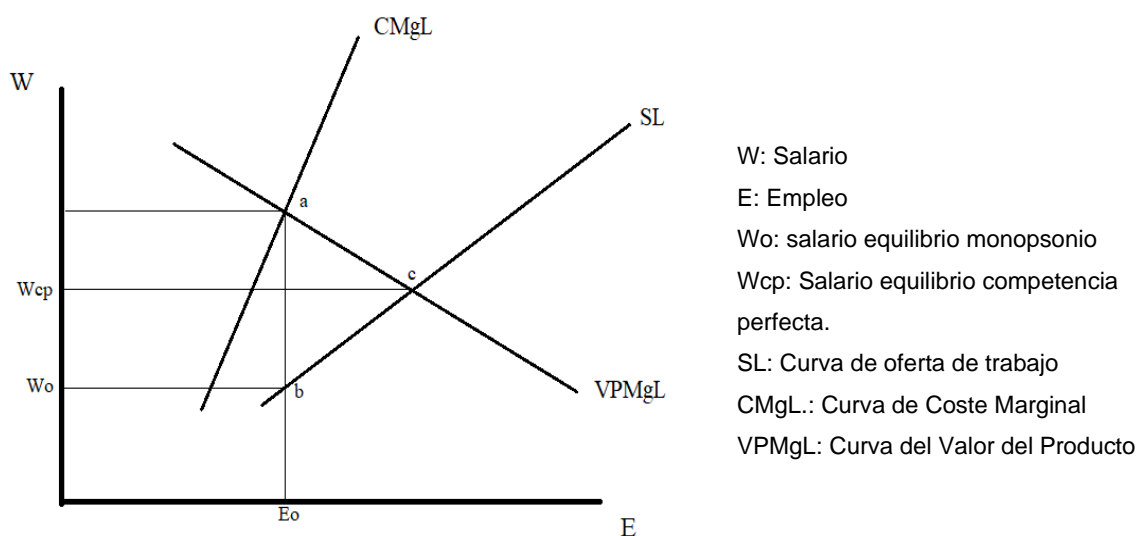 CMgL
W
SL
a
c
Wcp
Wo
b
VPMgL
Eo
E
W: Salario
E: Empleo
Wo: salario equilibrio monopsonio
Wcp: Salario equilibrio competencia
perfecta.
SL: Curva de oferta de trabajo
CMgL.: Curva de Coste Marginal
VPMgL: Curva del Valor del Producto